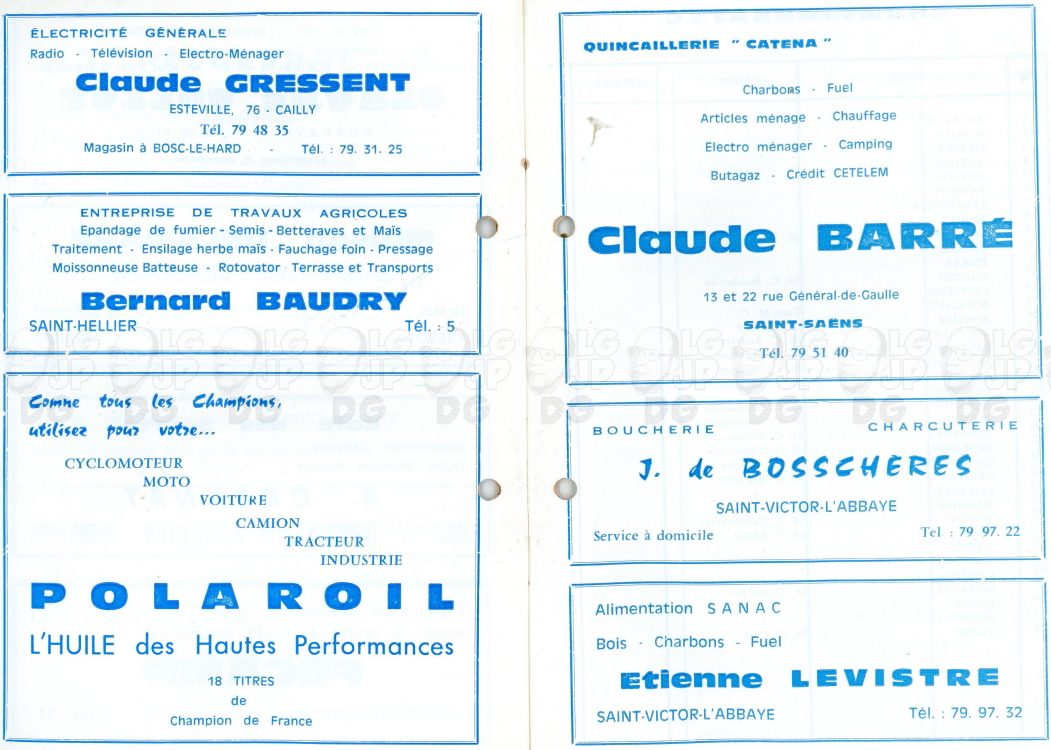 ÉLECTRICITÉ GÉNÉRALE
Radio - Télévision - Electro-Ménager
Claude GRESSENT
ESTEVILLE, 76 - CAILLY
Tél. 79 48 35
Magasin à BOSC-LE-HARD - Tél. : 79. 31. 25
ENTREPRISE DE TRAVAUX AGRICOLES
Epandage de fumier - Semis - Betteraves et Maïs
Traitement - Ensilage herbe maïs - Fauchage foin - Pressage
Moissonneuse Batteuse - Rotovator - Terrasse et Transports
Bernard BAUDRY
SAINT-HELLIER Tél. : 5
Comme tous les Champions,
utilisez pour votre...
CYCLOMOTEUR
MOTO
VOITURE
CAMION
TRACTEUR
INDUSTRIE
POLAROIL
L'HUILE des Hautes Performances
18 TITRES
de
Champion de France
QUINCAILLERIE " CATENA "
Charbons - Fuel
Articles ménage - Chauffage
Electro ménager - Camping
Butagaz - Crédit CETELEM
Claude BARRÉ
13 et 22 rue Général-de-Gaulle
SAINT-SAËNS
Tél. 79 51 40
BOUCHERIE CHARCUTERIE
J. de BOSSCHÈRES
SAINT-VICTOR-L'ABBAYE
Service à domicile Tel : 79 97. 22
Alimentation SANAC
Bois - Charbons - Fuel
Etienne LEVISTRE
SAINT-VICTOR-L'ABBAYE Tél. : 79. 97. 32
LG JP DG